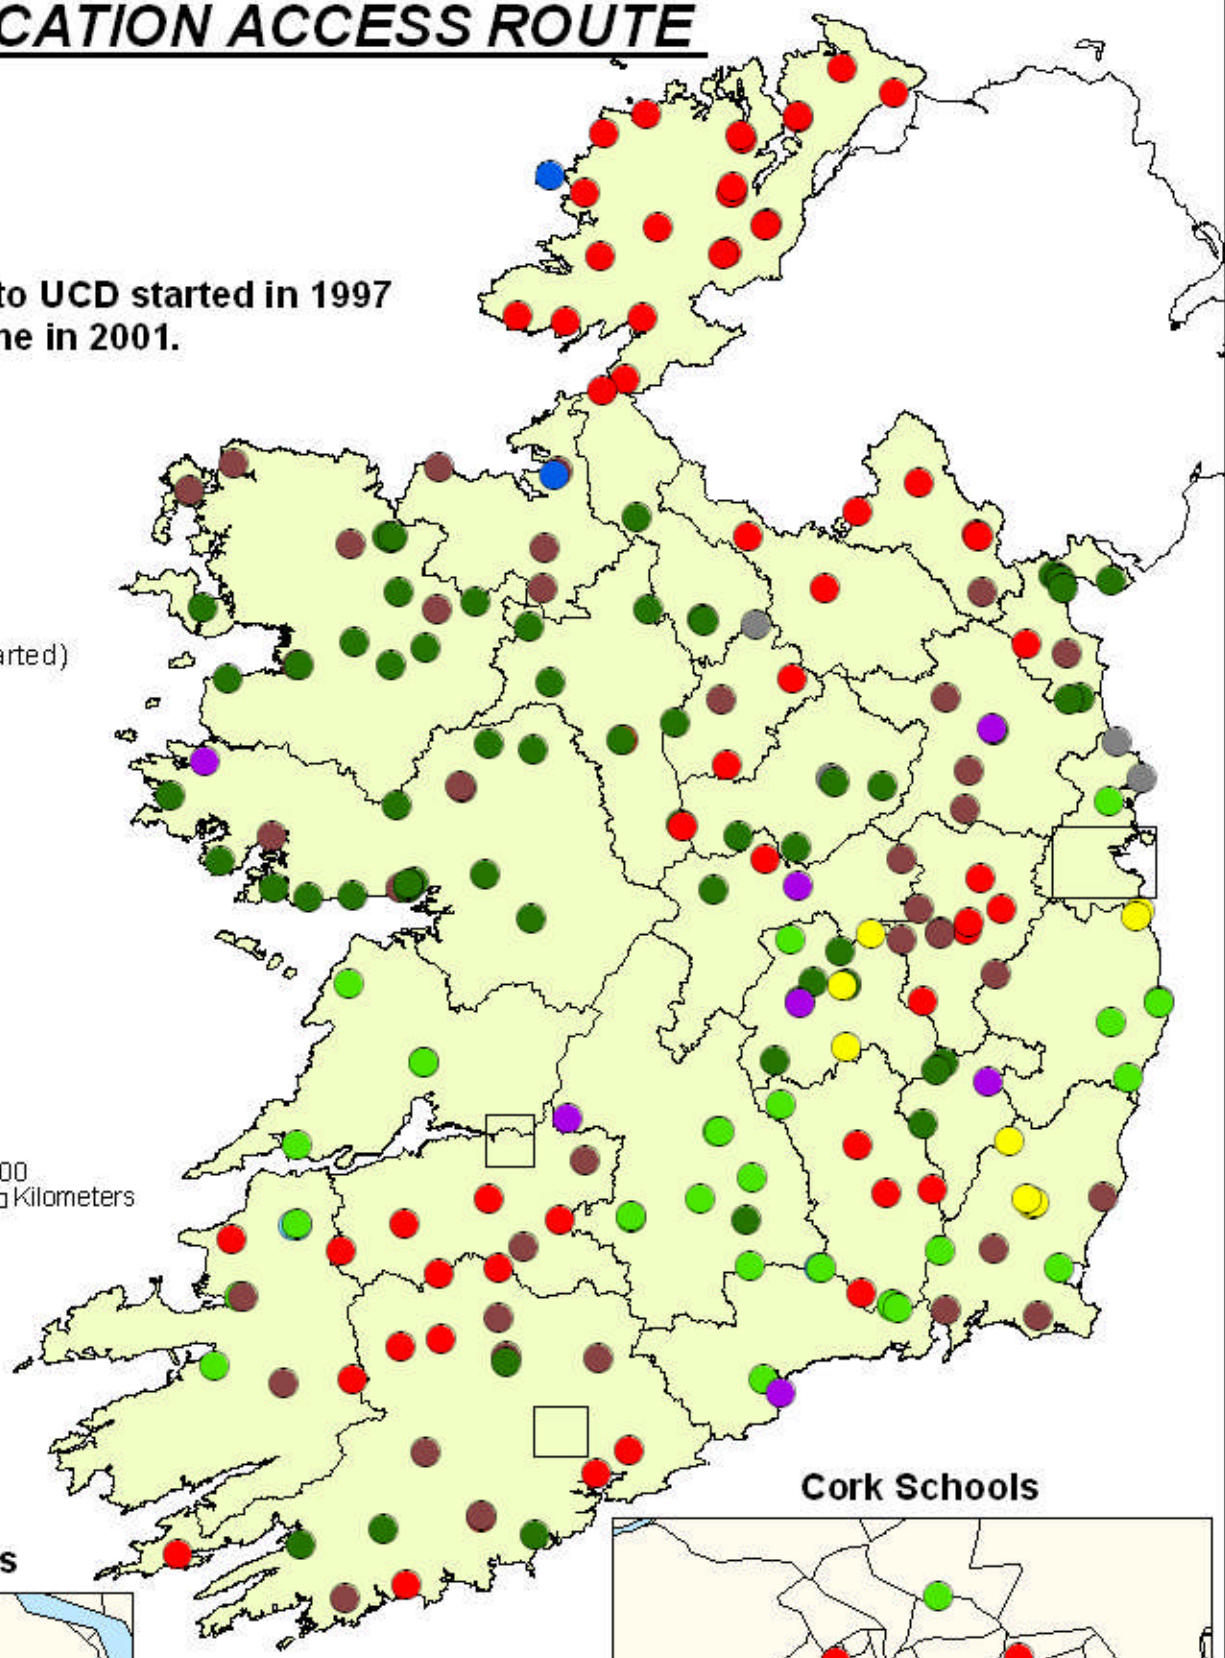 CATION ACCESS ROUTE
to UCD started in 1997
ne in 2001.
arted)
00
g Kilometers
Cork Schools
s